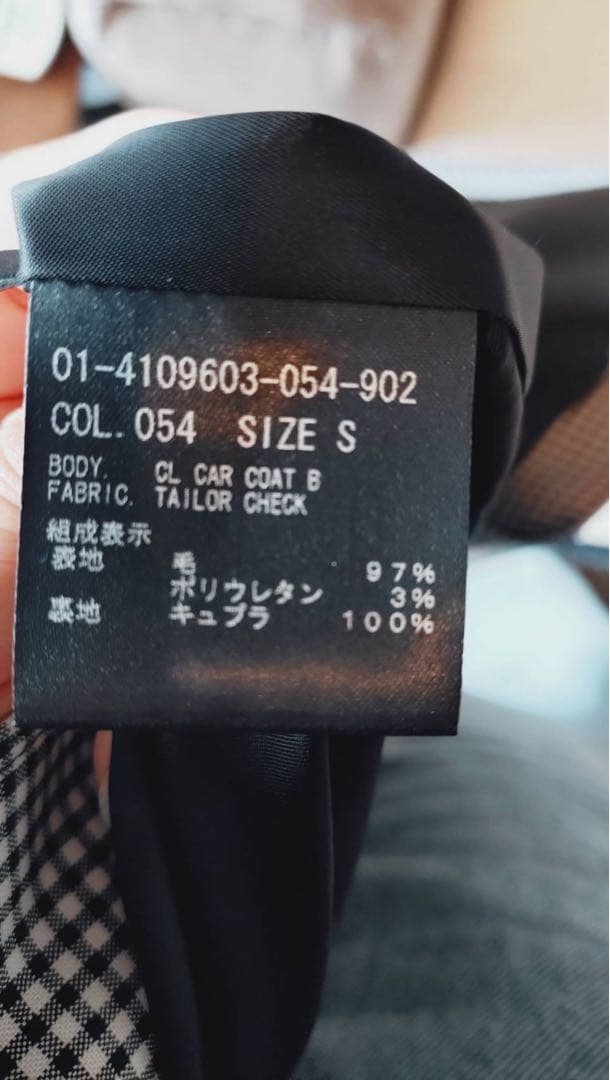 01-4109603-054-902
COL. 054 SIZE S
BODY. CL CAR COAT B
FABRIC. TAILOR CHECK
組成表示
表地 毛 97%
ポリウレタン 3%
裏地 キュプラ 100%